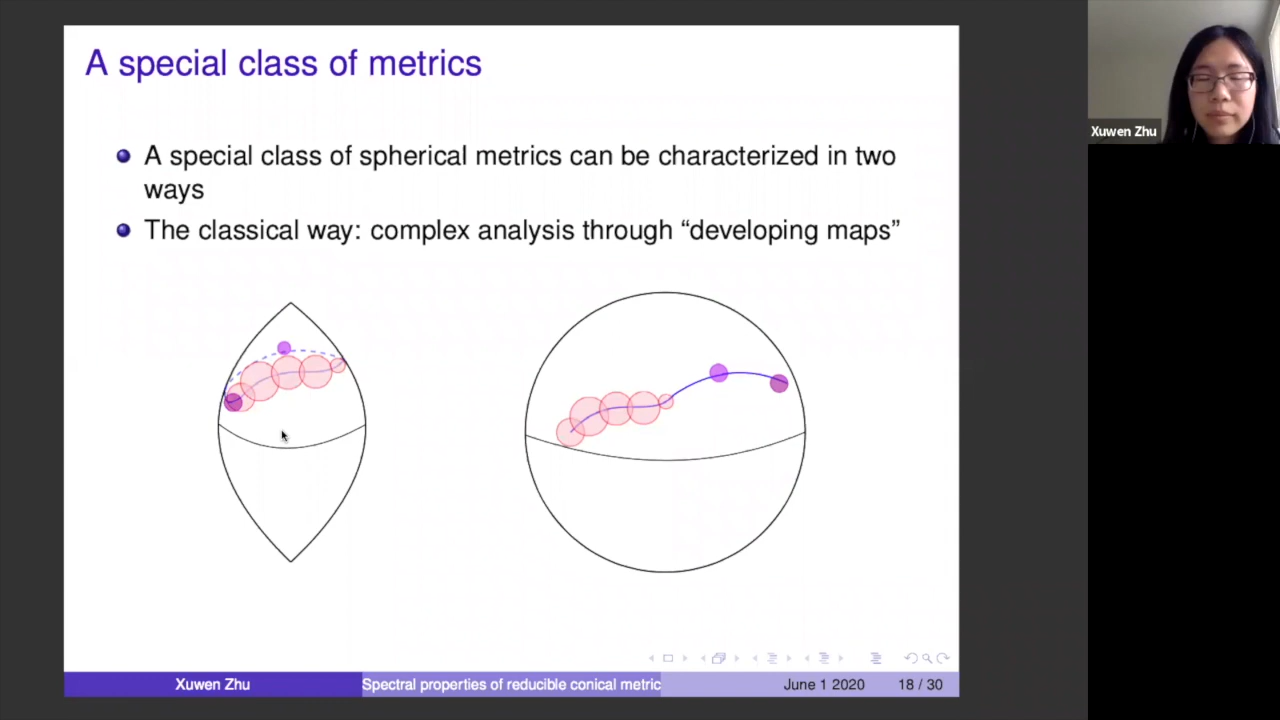 A special class of metrics
A special class of spherical metrics can be characterized in two
ways
The classical way: complex analysis through “developing maps”
Xuwen Zhu
Spectral properties of reducible conical metric
June 1 2020
18 / 30
Xuwen Zhu